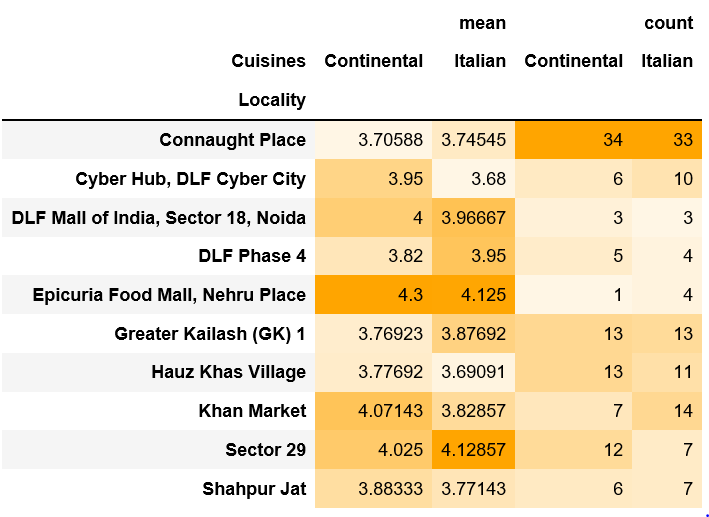 mean count
Cuisines Continental Italian Continental Italian
Locality
Connaught Place 3.70588 3.74545 34 33
Cyber Hub, DLF Cyber City 3.95 3.68 6 10
DLF Mall of India, Sector 18, Noida 4 3.96667 3 3
DLF Phase 4 3.82 3.95 5 4
Epicuria Food Mall, Nehru Place 4.3 4.125 1 4
Greater Kailash (GK) 1 3.76923 3.87692 13 13
Hauz Khas Village 3.77692 3.69091 13 11
Khan Market 4.07143 3.82857 7 14
Sector 29 4.025 4.12857 12 7
Shahpur Jat 3.88333 3.77143 6 7
.